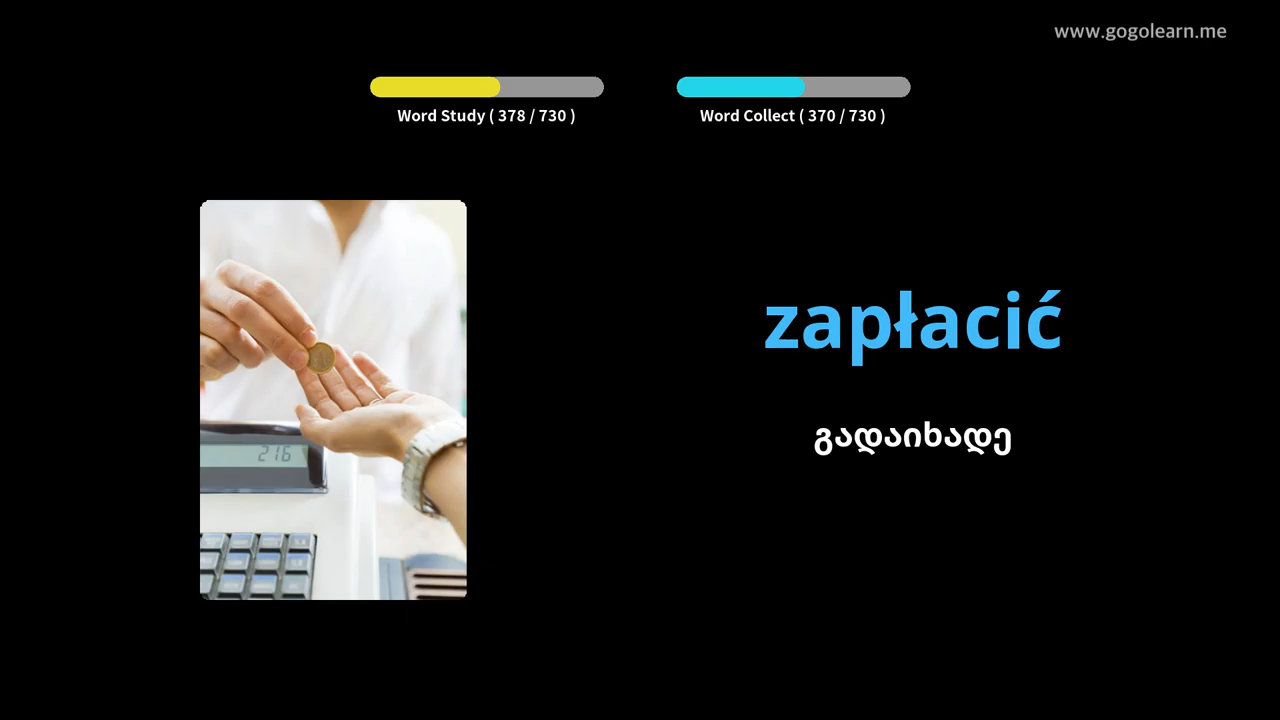 www.gogolearn.me
Word Study ( 378 / 730 )
Word Collect ( 370 / 730 )
zapłacić
გადაიხადე
216